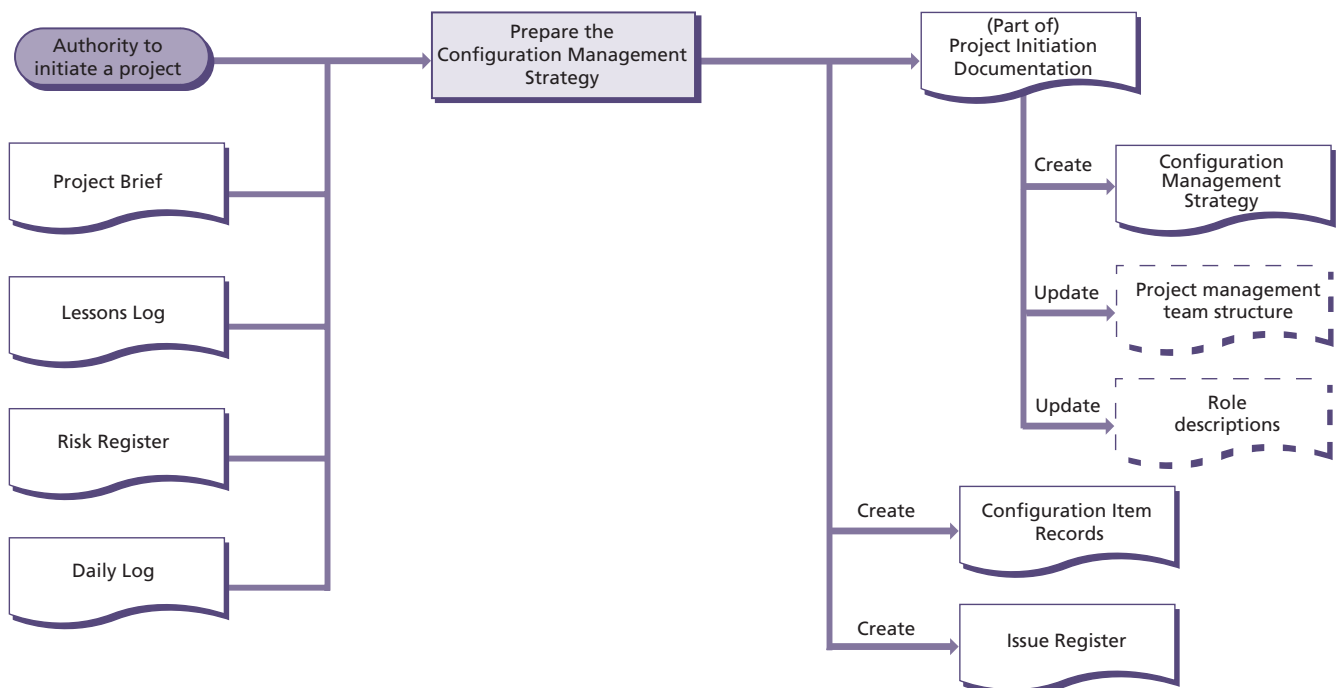 Authority to
initiate a project
Prepare the
Configuration Management
Strategy
(Part of)
Project Initiation
Documentation
Project Brief
Lessons Log
Risk Register
Daily Log
Create
Configuration
Management
Strategy
Update
Project management
team structure
Update
Role
descriptions
Create
Configuration Item
Records
Create
Issue Register